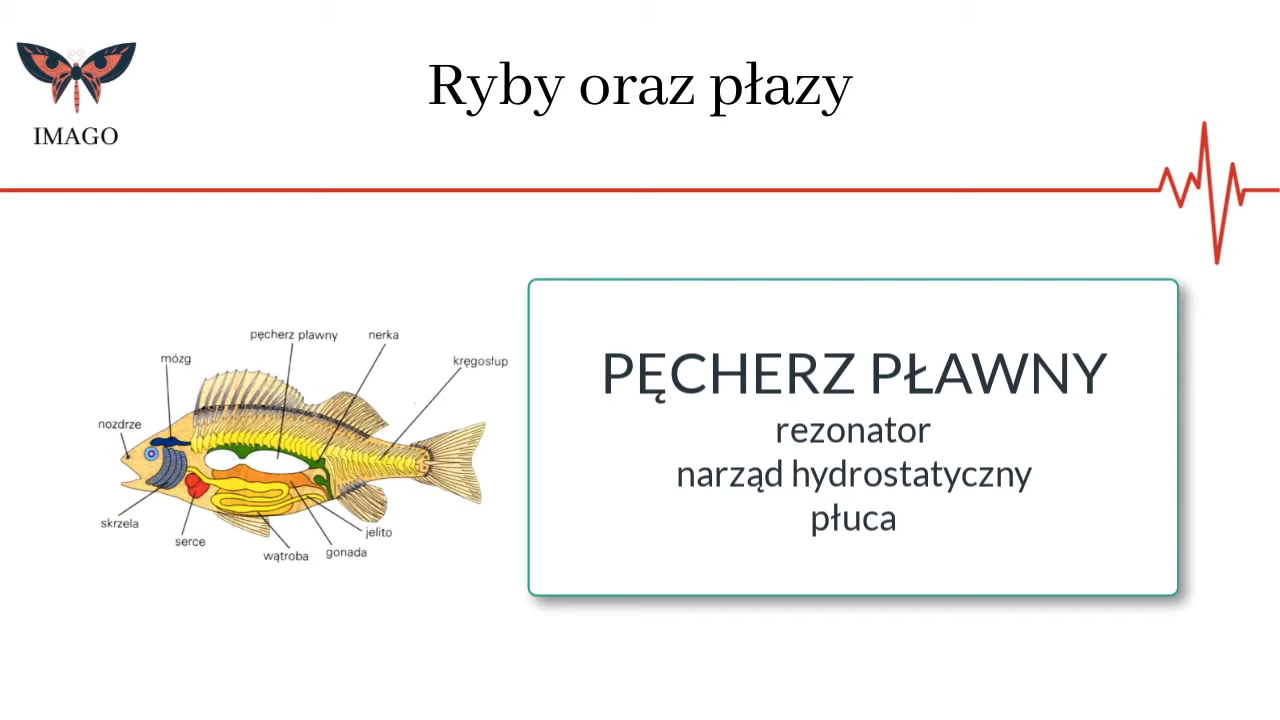 Ryby oraz płazy
IMAGO
pęcherz pławny
nerka
mózg
kręgosłup
nozdrze
skrzela
serce
wątroba
gonada
jelito
PĘCHERZ PŁAWNY
rezonator
narząd hydrostatyczny
płuca